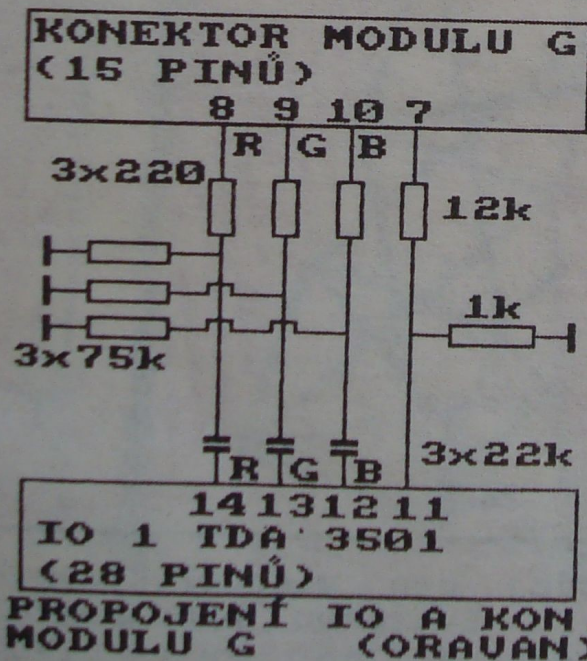 KONEKTOR MODULU G
(15 PINŮ)
8 9 10 7
R G B
3x220
12k
1k
3x75k
3x22k
R G B
14 13 12 11
IO 1 TDA 3501
(28 PINŮ)
PROPOJENÍ IO A KON
MODULU G (ORAVAN)